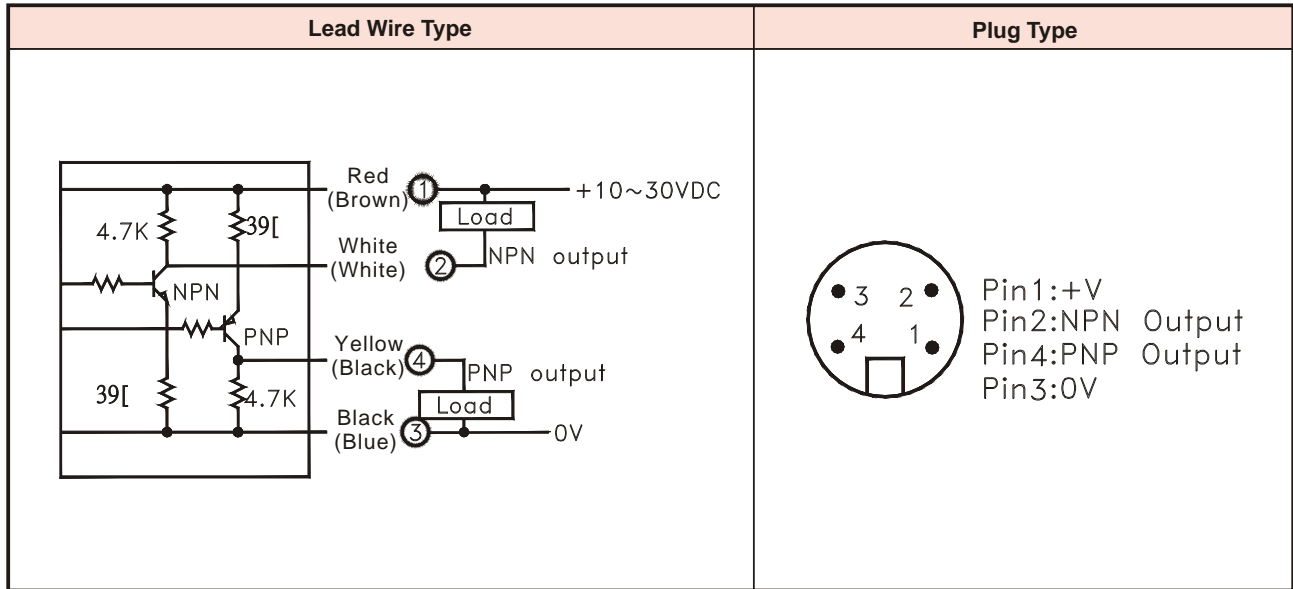 Lead Wire Type
Plug Type
Red
(Brown)
1
+10~30VDC
Load
4.7K
39[
White
(White)
2
NPN output
NPN
PNP
Yellow
(Black)
4
PNP output
39[
4.7K
Load
Black
(Blue)
3
0V
3 2
4 1
Pin1:+V
Pin2:NPN Output
Pin4:PNP Output
Pin3:0V